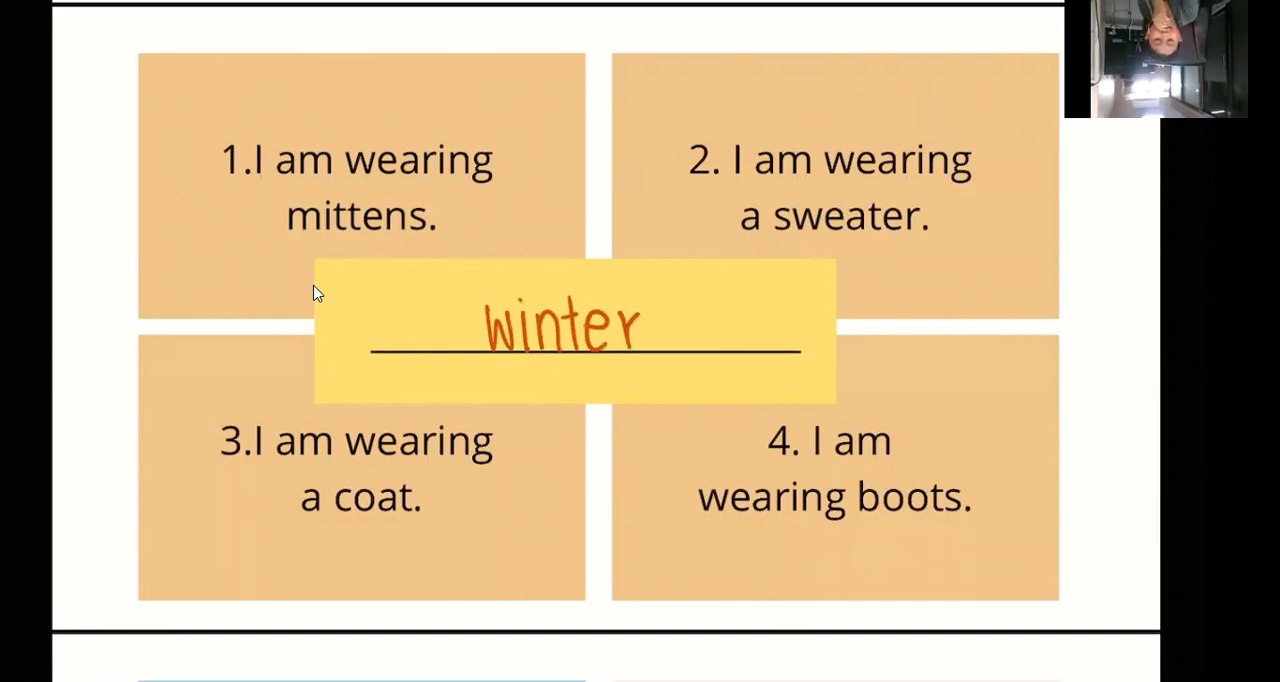 1.I am wearing
mittens.
2. I am wearing
a sweater.
winter
3.I am wearing
a coat.
4. I am
wearing boots.